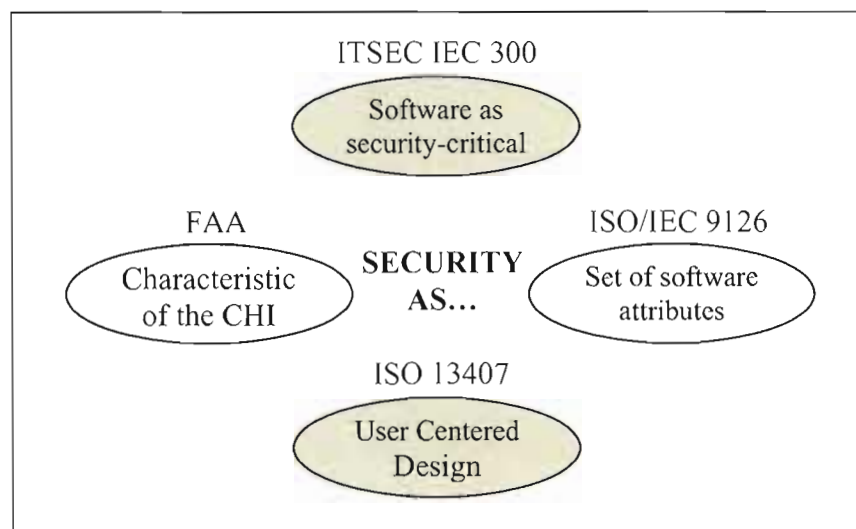 ITSEC IEC 300
Software as
security-critical
FAA
Characteristic
of the CHI
SECURITY
AS...
ISO/IEC 9126
Set of software
attributes
ISO 13407
User Centered
Design